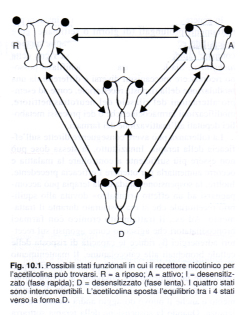 R
A
I
D
Fig. 10.1. Possibili stati funzionali in cui il recettore nicotinico per
l'acetilcolina può trovarsi. R = a riposo; A = attivo; I = desensitiz-
zato (fase rapida); D = desensitizzato (fase lenta). I quattro stati
sono interconvertibili. L'acetilcolina sposta l'equilibrio tra i 4 stati
verso la forma D.